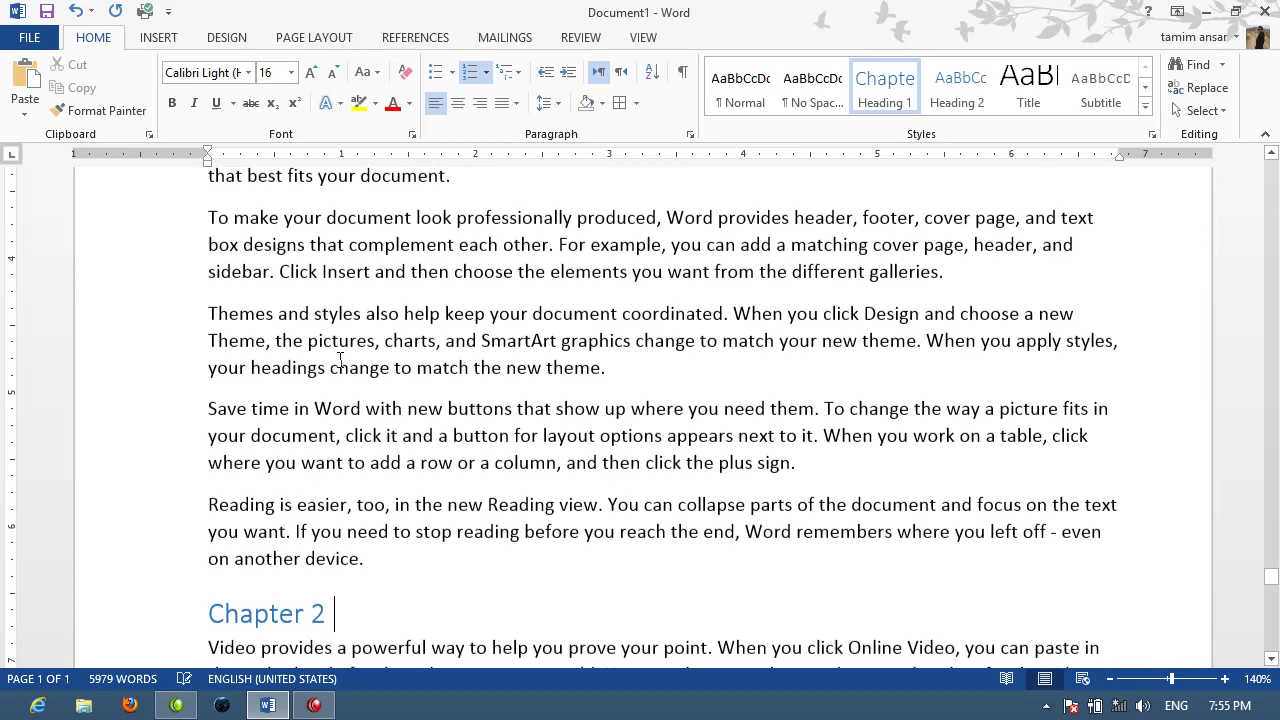 Document1 - Word
FILE HOME INSERT DESIGN PAGE LAYOUT REFERENCES MAILINGS REVIEW VIEW tamim ansar
Cut
Copy
Format Painter
Paste
Calibri Light (H 16
AaBbCcDc AaBbCcDc Chapte AaBbCc AaB AaBbCcD
¶ Normal ¶ No Spac... Heading 1 Heading 2 Title Subtitle
Find
Replace
Select
Clipboard Font Paragraph Styles Editing
1 1 2 3 4 5 6 7
that best fits your document.
To make your document look professionally produced, Word provides header, footer, cover page, and text
box designs that complement each other. For example, you can add a matching cover page, header, and
sidebar. Click Insert and then choose the elements you want from the different galleries.
Themes and styles also help keep your document coordinated. When you click Design and choose a new
Theme, the pictures, charts, and SmartArt graphics change to match your new theme. When you apply styles,
your headings change to match the new theme.
Save time in Word with new buttons that show up where you need them. To change the way a picture fits in
your document, click it and a button for layout options appears next to it. When you work on a table, click
where you want to add a row or a column, and then click the plus sign.
Reading is easier, too, in the new Reading view. You can collapse parts of the document and focus on the text
you want. If you need to stop reading before you reach the end, Word remembers where you left off - even
on another device.
Chapter 2
Video provides a powerful way to help you prove your point. When you click Online Video, you can paste in
PAGE 1 OF 1 5979 WORDS ENGLISH (UNITED STATES) 140%
ENG 7:55 PM